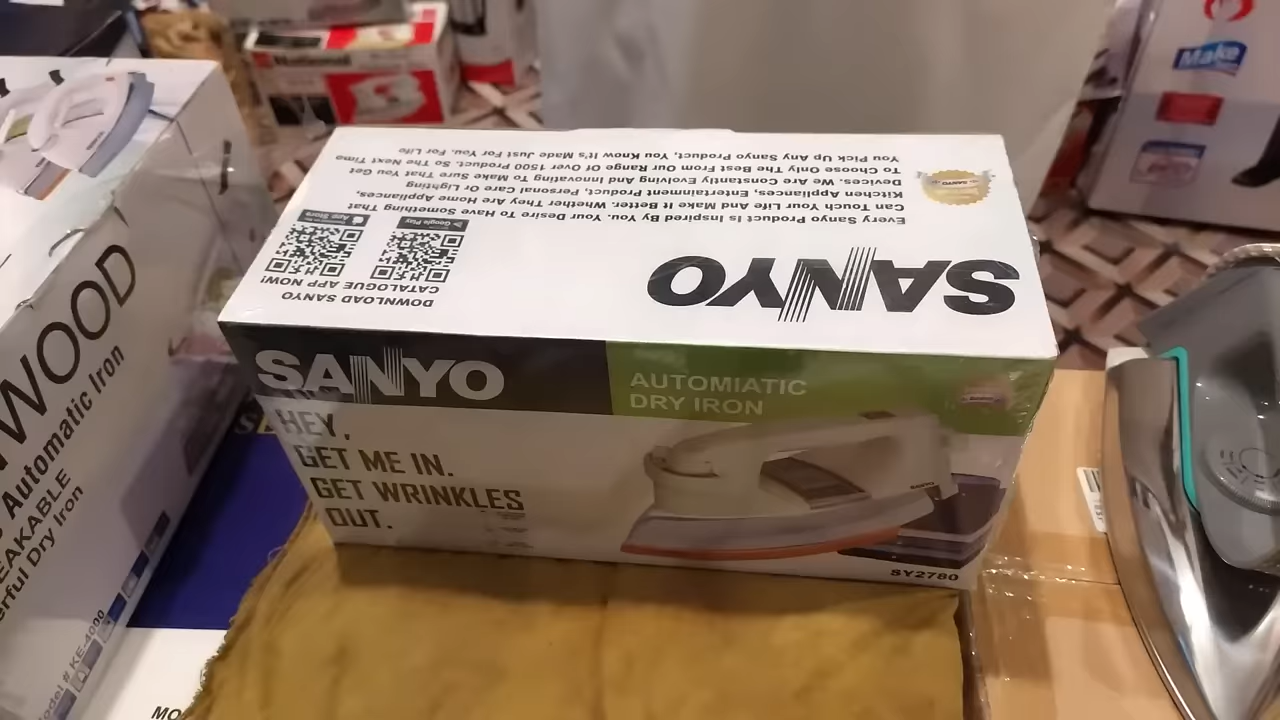 National
Make
Every Sanyo Product Is Inspired By You. Your Desire To Have Something That
Can Touch Your And Life And Make It Better. Whether They Are Home Appliances,
Kitchen Appliances, Entertainment, Product, Personal Care Or Lighting
Devices. We Are Constantly Evolving And Innovating To Make Sure That You Get
To Choose Only The Best From Our Range Of Over 1500 Product. So The Next Time
You Pick Up Any Sanyo Product, You Know It's Made Just For You. For Life
SANYO
Google Play
App Store
DOWNLOAD SANYO
CATALOGUE APP NOW!
SANYO
AUTOMIATIC
DRY IRON
HEY,
GET ME IN.
GET WRINKLES
OUT.
SANYO
SY2780
WOOD
Automatic Iron
EAKABLE
erful Dry Iron
odel # KE-4000
MO